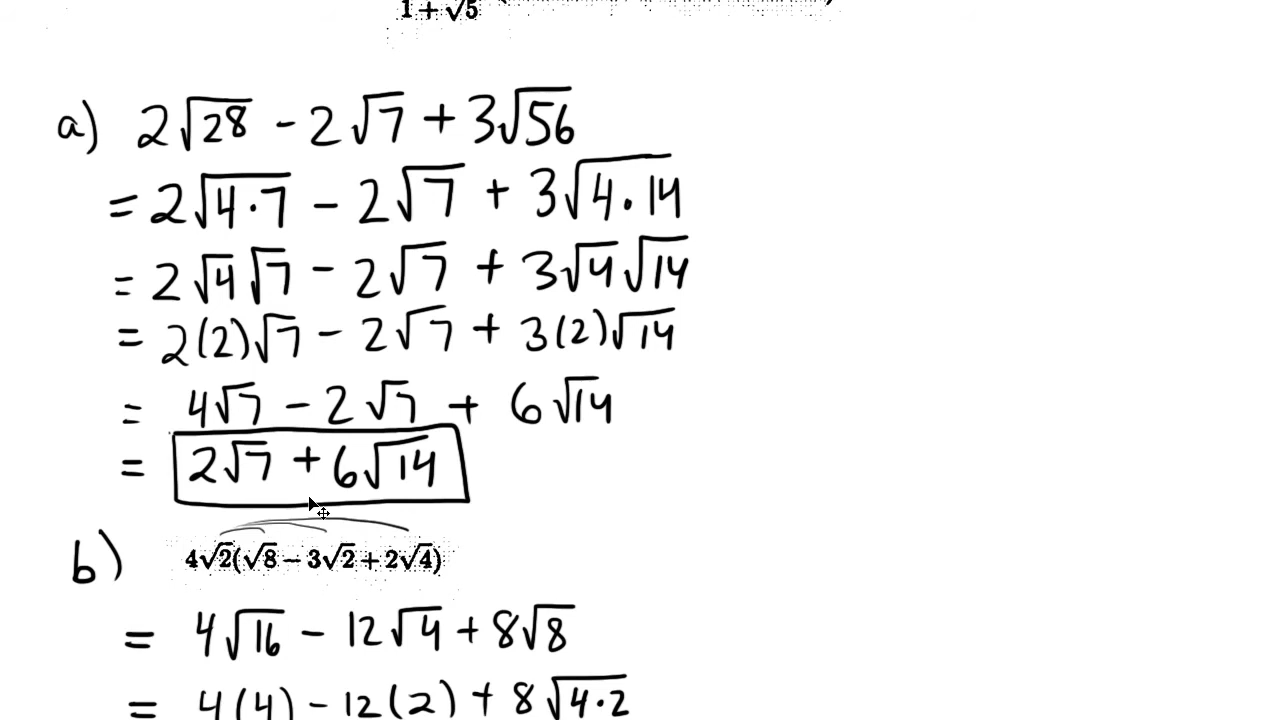 1 + √5
a) 2√28 - 2√7 + 3√56
= 2√4·7 - 2√7 + 3√4·14
= 2√4√7 - 2√7 + 3√4√14
= 2(2)√7 - 2√7 + 3(2)√14
= 4√7 - 2√7 + 6√14
= 2√7 + 6√14
b) 4√2(√8 - 3√2 + 2√4)
= 4√16 - 12√4 + 8√8
= 4(4) - 12(2) + 8√4·2